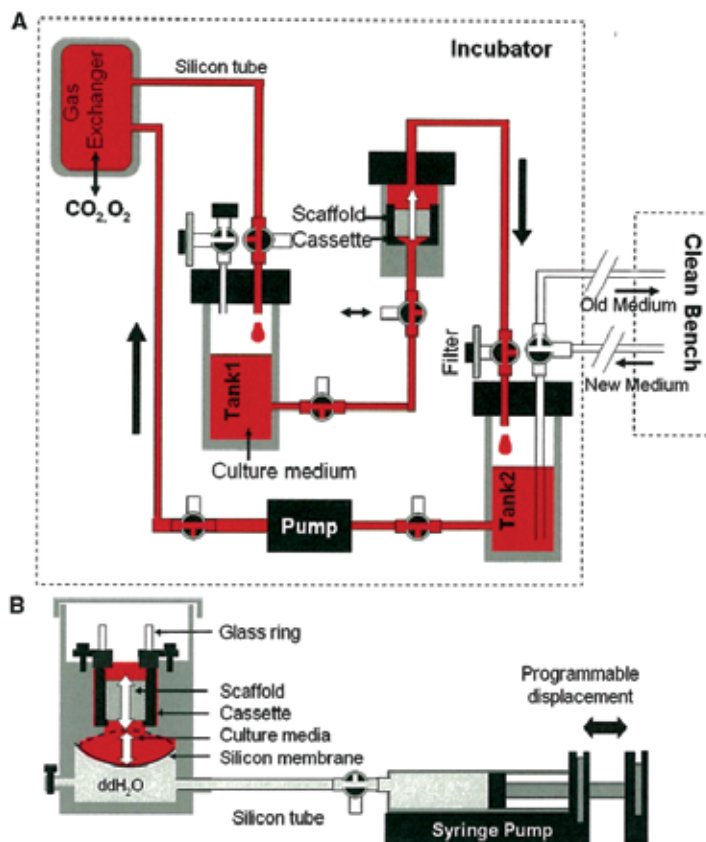 A
Incubator
Silicon tube
Gas
Exchanger
CO2, O2
Scaffold
Cassette
Clean Bench
Old Medium
Filter
New Medium
Tank1
Culture medium
Tank2
Pump
B
Glass ring
Programmable
displacement
Scaffold
Cassette
Culture media
Silicon membrane
ddH2O
Silicon tube
Syringe Pump